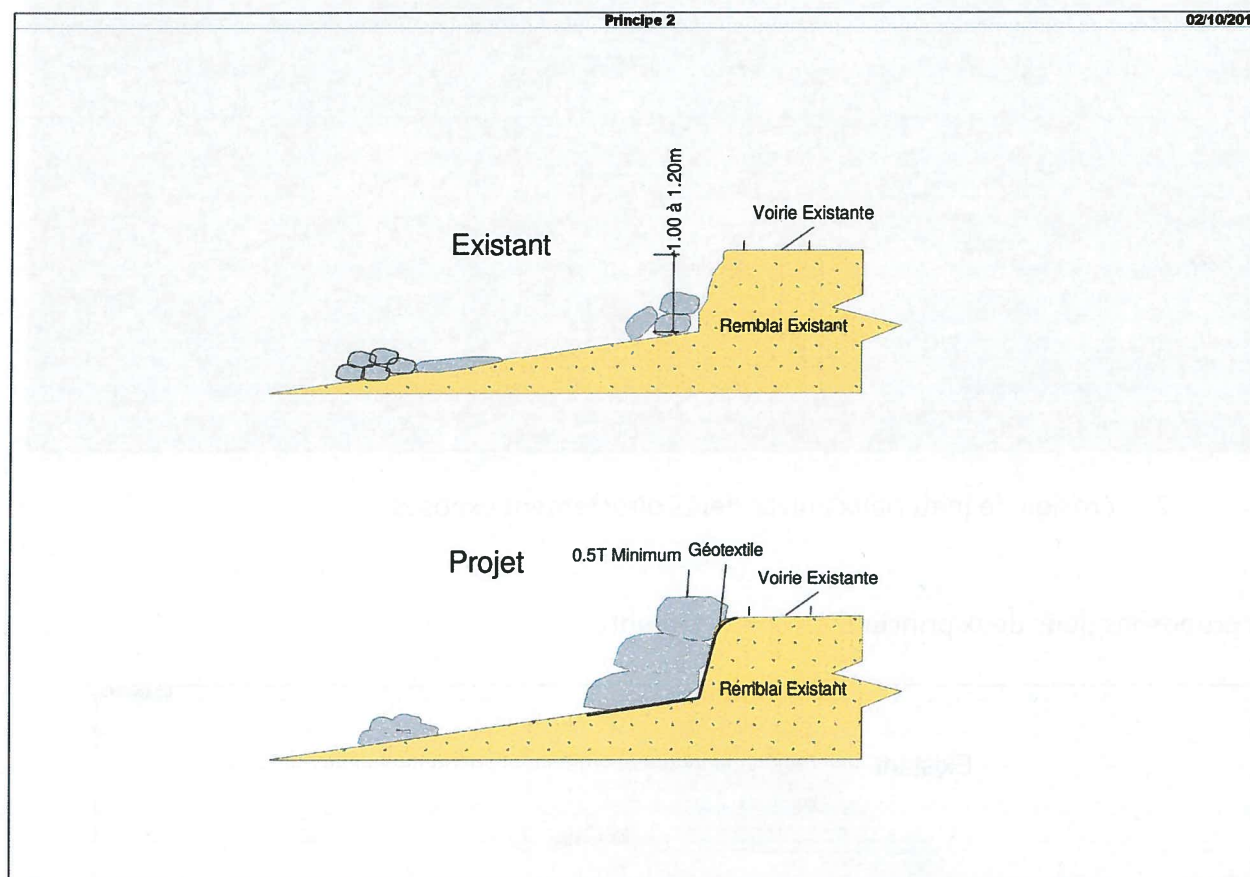 Principe 2
02/10/201
1.00 à 1.20m
Voirie Existante
Existant
Remblai Existant
Projet
0.5T Minimum
Géotextile
Voirie Existante
Remblai Existant